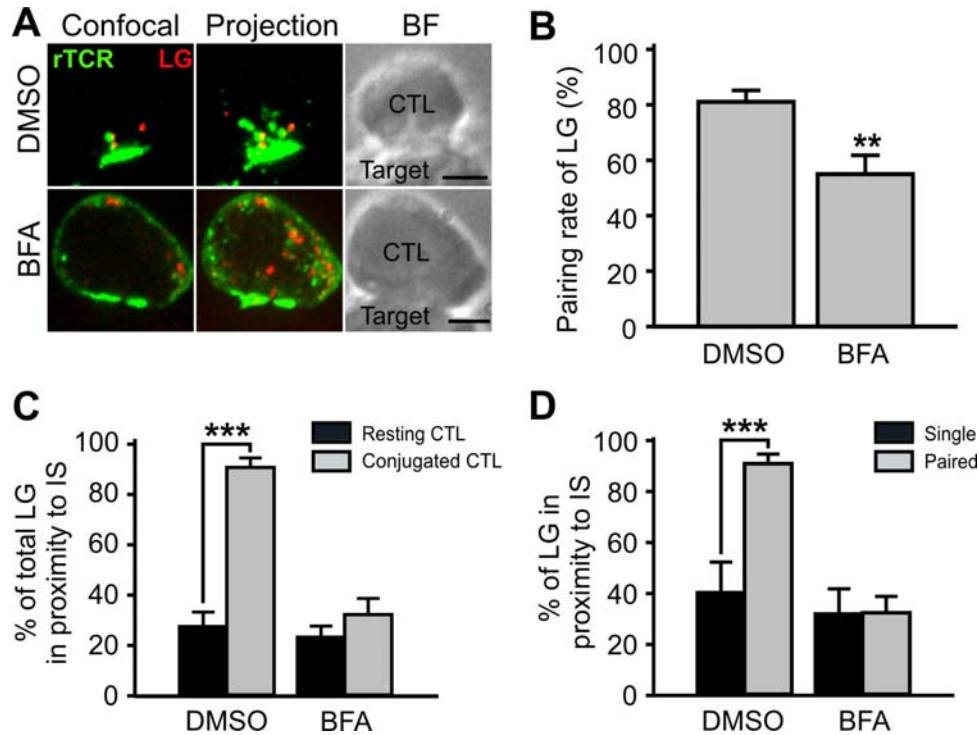 A
Confocal Projection BF
rTCR LG
DMSO
CTL
Target
BFA
CTL
Target
B
Pairing rate of LG (%)
100
80
60
40
20
0
**
DMSO BFA
C
% of total LG
in proximity to IS
100
80
60
40
20
0
***
Resting CTL
Conjugated CTL
DMSO BFA
D
% of LG in
proximity to IS
100
80
60
40
20
0
***
Single
Paired
DMSO BFA